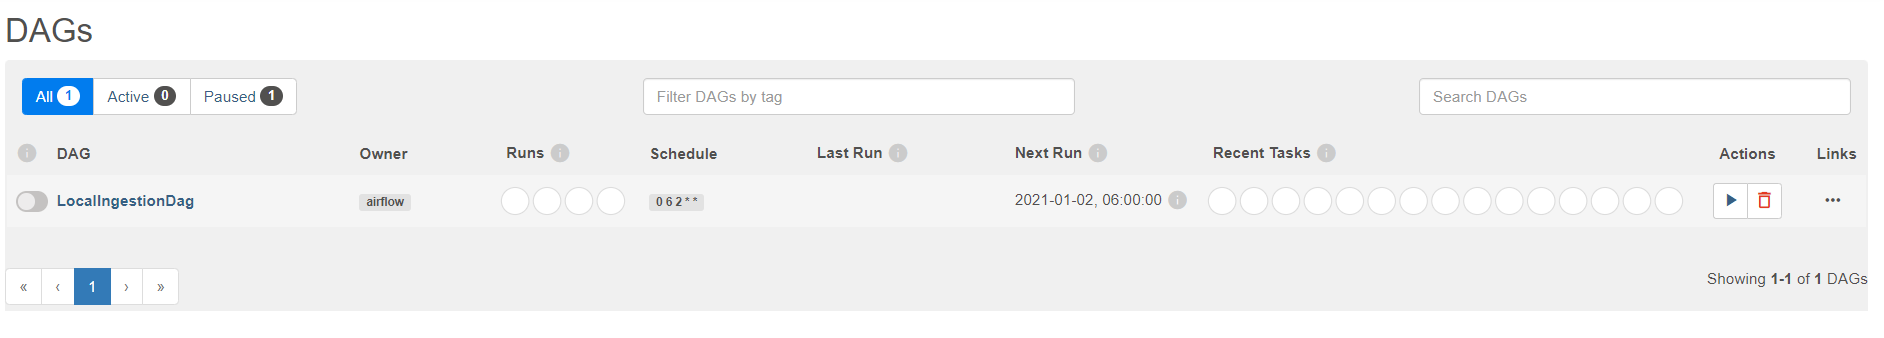 DAGs
All 1 Active 0 Paused 1 Filter DAGs by tag Search DAGs
DAG Owner Runs Schedule Last Run Next Run Recent Tasks Actions Links
LocalIngestionDag airflow 0 6 2 * * 2021-01-02, 06:00:00 ...
« ‹ 1 › » Showing 1-1 of 1 DAGs